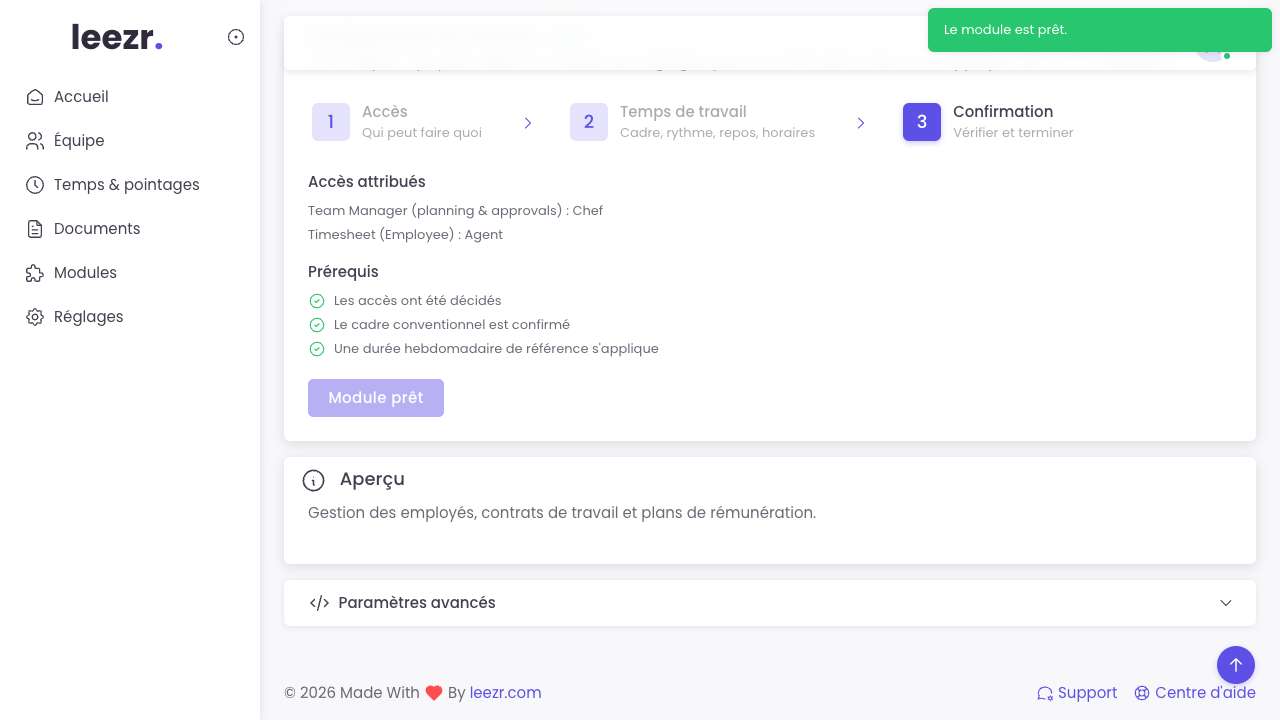 leezr.
Le module est prêt.
Accueil
Équipe
Temps & pointages
Documents
Modules
Réglages
1
Accès
Qui peut faire quoi
2
Temps de travail
Cadre, rythme, repos, horaires
3
Confirmation
Vérifier et terminer
Accès attribués
Team Manager (planning & approvals) : Chef
Timesheet (Employee) : Agent
Prérequis
Les accès ont été décidés
Le cadre conventionnel est confirmé
Une durée hebdomadaire de référence s'applique
Module prêt
Aperçu
Gestion des employés, contrats de travail et plans de rémunération.
Paramètres avancés
© 2026 Made With By leezr.com
Support
Centre d'aide